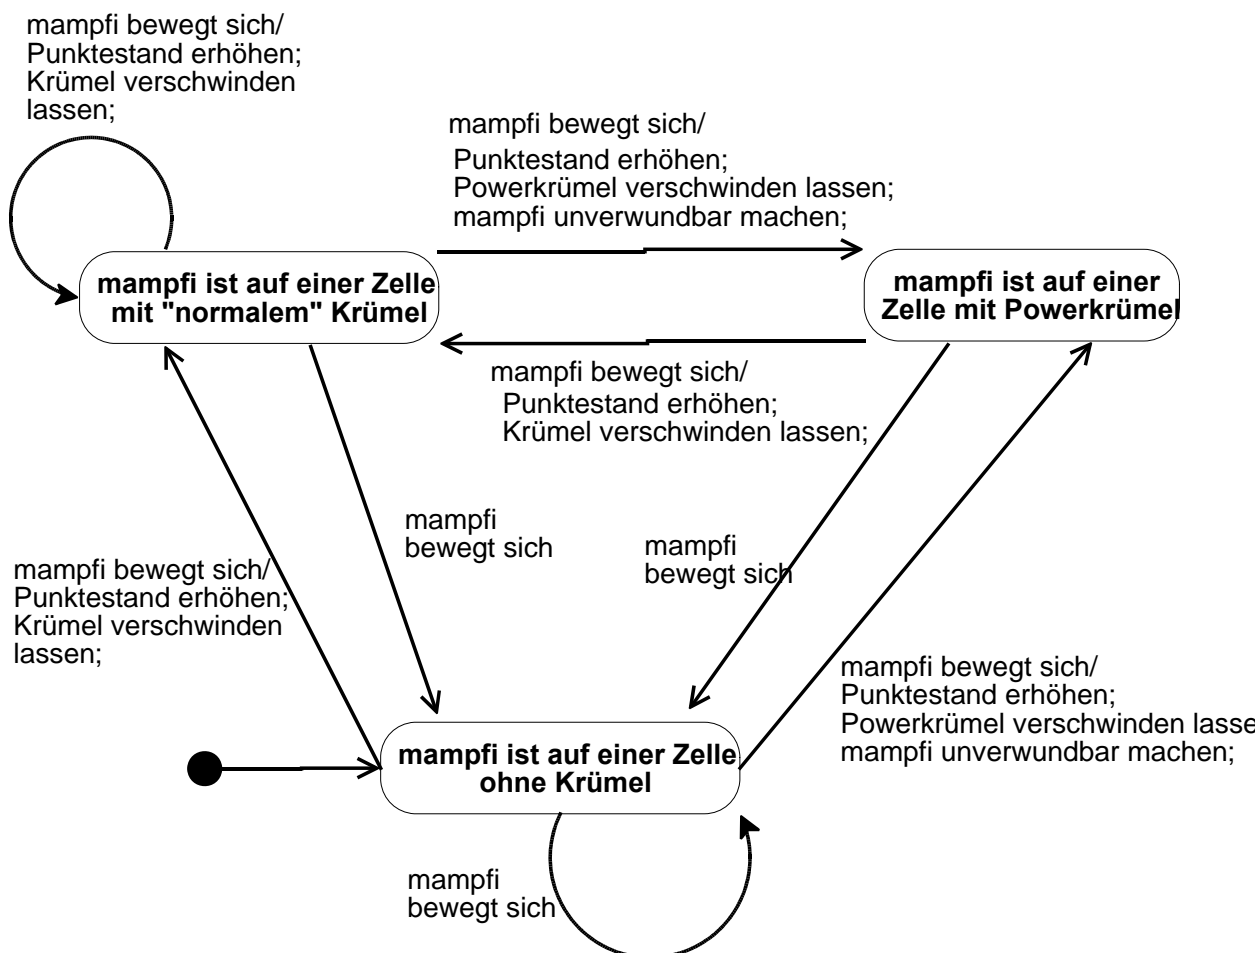 mampfi bewegt sich/
Punktestand erhöhen;
Krümel verschwinden
lassen;
mampfi bewegt sich/
Punktestand erhöhen;
Powerkrümel verschwinden lassen;
mampfi unverwundbar machen;
mampfi ist auf einer Zelle
mit "normalem" Krümel
mampfi ist auf einer
Zelle mit Powerkrümel
mampfi bewegt sich/
Punktestand erhöhen;
Krümel verschwinden lassen;
mampfi
bewegt sich
mampfi
bewegt sich
mampfi bewegt sich/
Punktestand erhöhen;
Krümel verschwinden
lassen;
mampfi bewegt sich/
Punktestand erhöhen;
Powerkrümel verschwinden lasse
mampfi unverwundbar machen;
mampfi ist auf einer Zelle
ohne Krümel
mampfi
bewegt sich